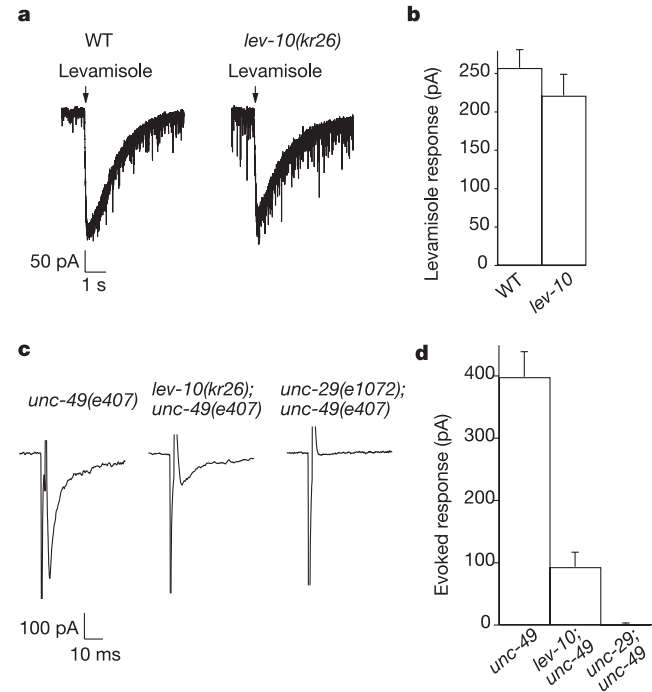 a
WT
lev-10(kr26)
Levamisole
Levamisole
50 pA
1 s
b
Levamisole response (pA)
250
200
150
100
50
0
WT
lev-10
c
unc-49(e407)
lev-10(kr26);
unc-49(e407)
unc-29(e1072);
unc-49(e407)
100 pA
10 ms
d
Evoked response (pA)
400
300
200
100
0
unc-49
lev-10;
unc-49
unc-29;
unc-49